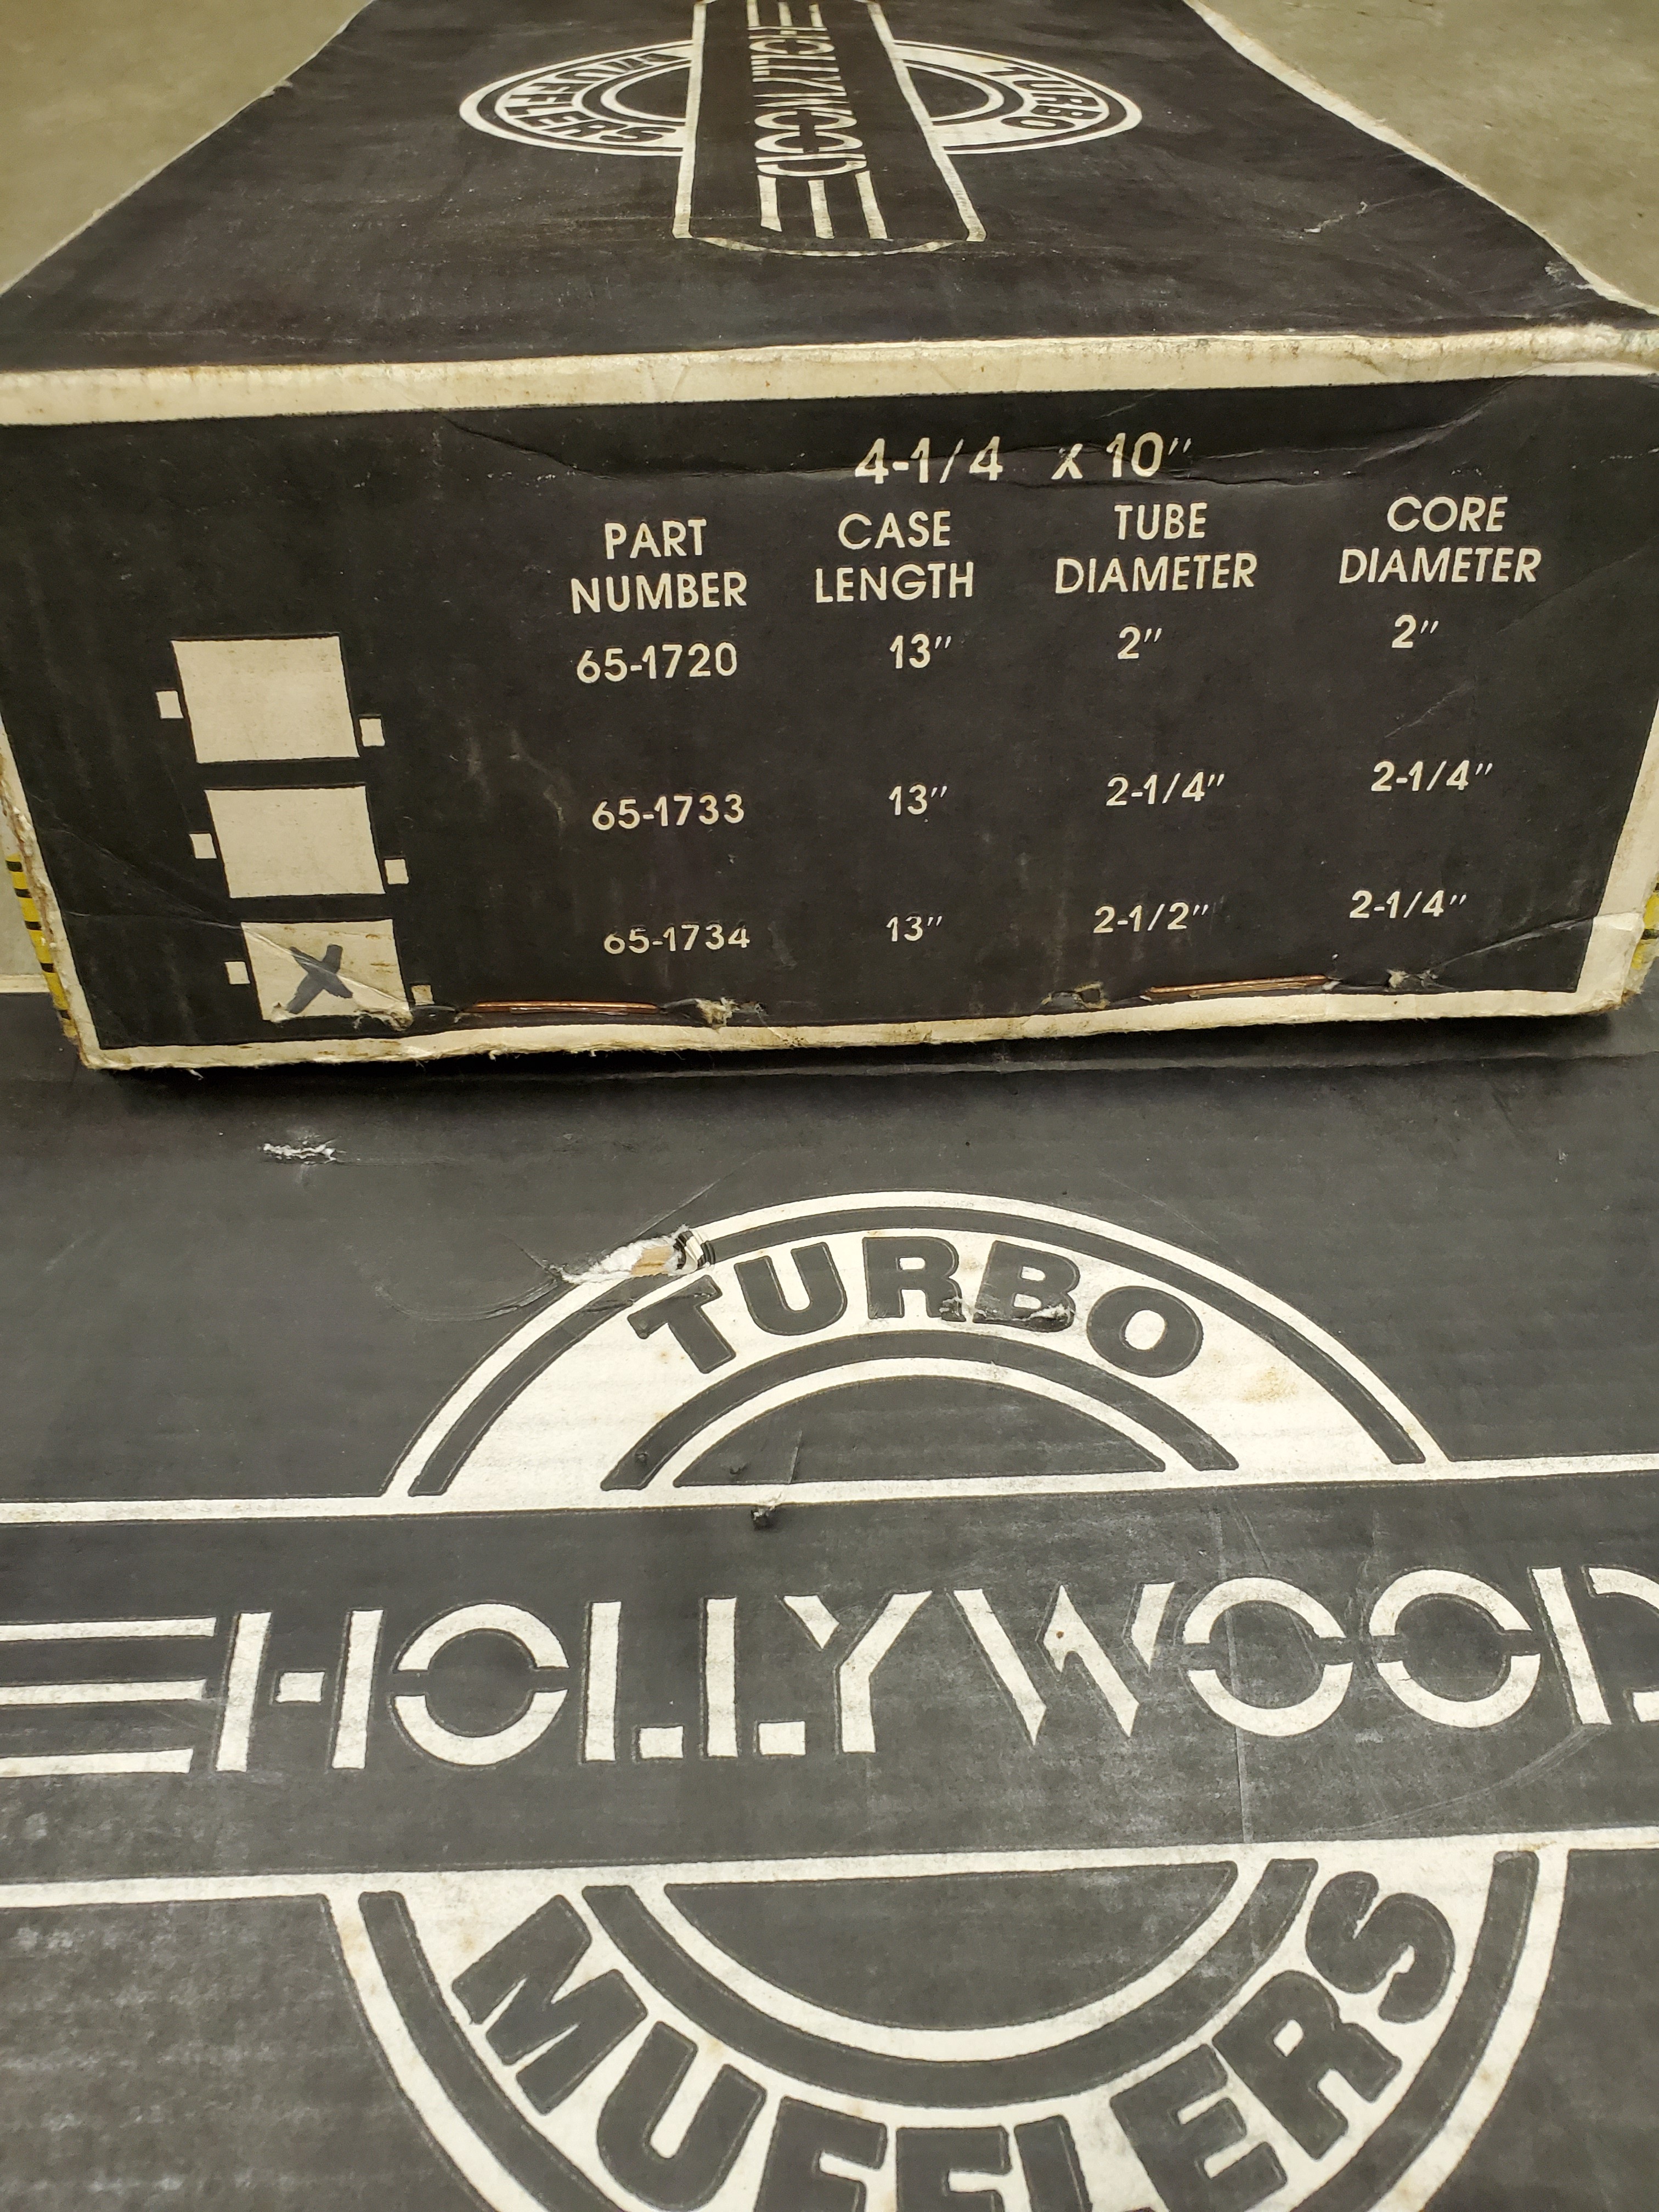 TURBO
HOLLYWOOD
MUFFLERS
4-1/4 x 10"
PART NUMBER CASE LENGTH TUBE DIAMETER CORE DIAMETER
65-1720 13" 2" 2"
65-1733 13" 2-1/4" 2-1/4"
X 65-1734 13" 2-1/2" 2-1/4"
TURBO
HOLLYWOOD
MUFFLERS